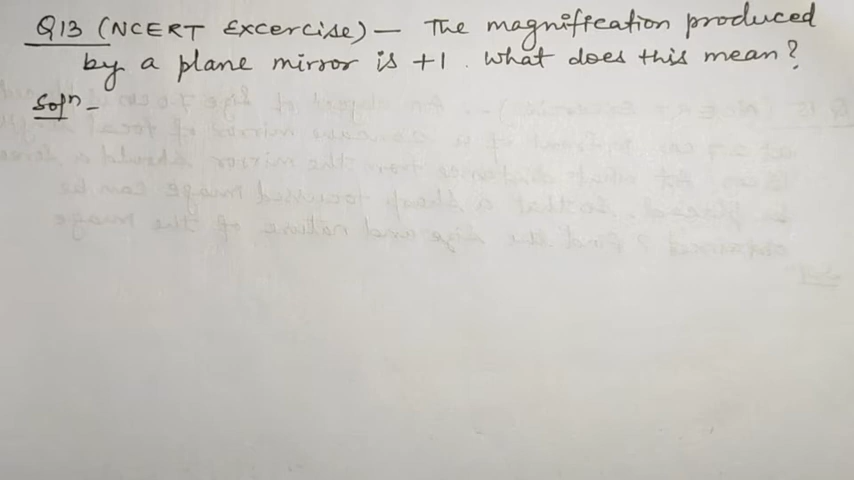 Q13 (NCERT Excercise) — The magnification produced
by a plane mirror is +1. What does this mean?
Solⁿ -